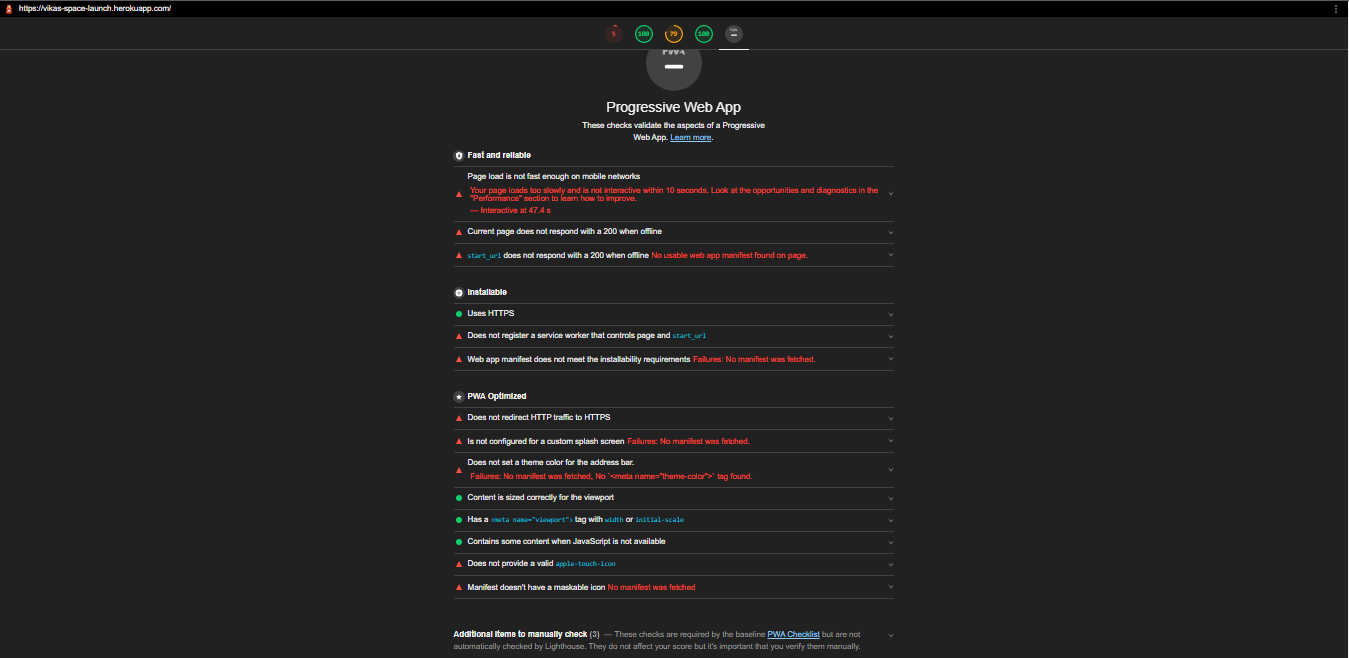 https://vikas-space-launch.herokuapp.com/
5 100 79 100 PWA
PWA
Progressive Web App
These checks validate the aspects of a Progressive
Web App. Learn more.
Fast and reliable
Page load is not fast enough on mobile networks
Your page loads too slowly and is not interactive within 10 seconds. Look at the opportunities and diagnostics in the
"Performance" section to learn how to improve.
— Interactive at 47.4 s
Current page does not respond with a 200 when offline
start_url does not respond with a 200 when offline No usable web app manifest found on page.
Installable
Uses HTTPS
Does not register a service worker that controls page and start_url
Web app manifest does not meet the installability requirements Failures: No manifest was fetched.
PWA Optimized
Does not redirect HTTP traffic to HTTPS
Is not configured for a custom splash screen Failures: No manifest was fetched.
Does not set a theme color for the address bar.
Failures: No manifest was fetched, No `<meta name="theme-color">` tag found.
Content is sized correctly for the viewport
Has a <meta name="viewport"> tag with width or initial-scale
Contains some content when JavaScript is not available
Does not provide a valid apple-touch-icon
Manifest doesn't have a maskable icon No manifest was fetched
Additional items to manually check (3) — These checks are required by the baseline PWA Checklist but are not
automatically checked by Lighthouse. They do not affect your score but it's important that you verify them manually.